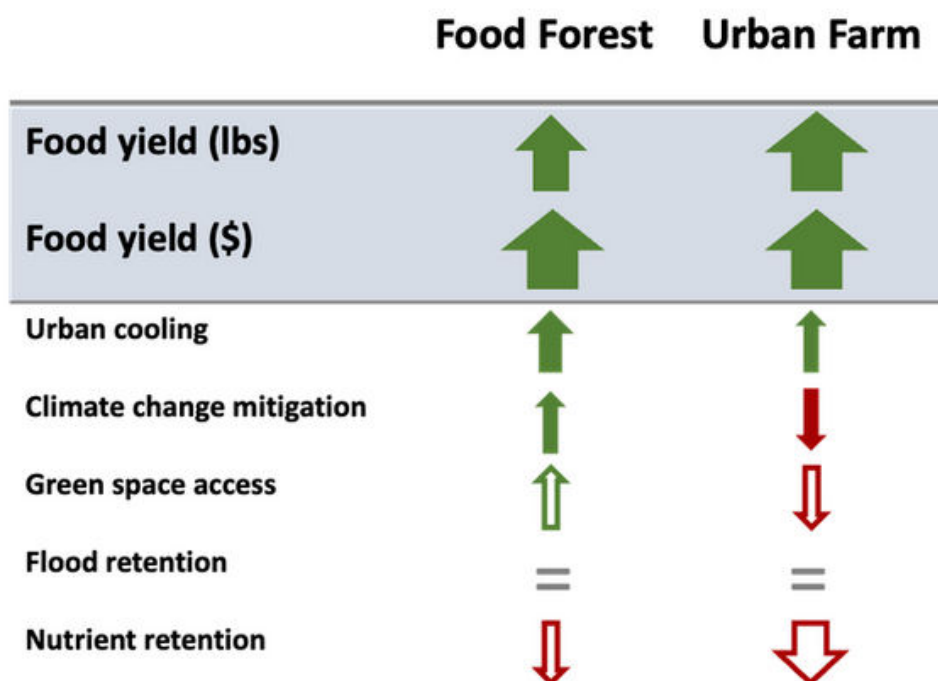 Food Forest Urban Farm
Food yield (lbs)
Food yield ($)
Urban cooling
Climate change mitigation
Green space access
Flood retention
=
=
Nutrient retention